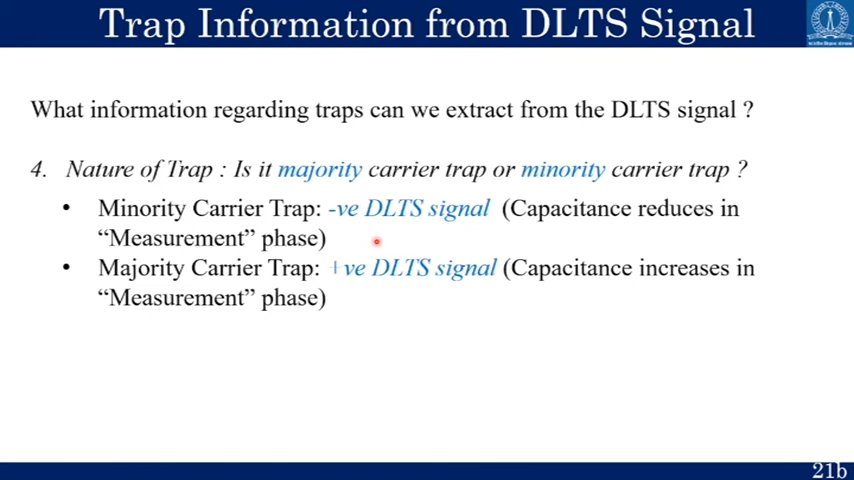 Trap Information from DLTS Signal
What information regarding traps can we extract from the DLTS signal ?
4. Nature of Trap : Is it majority carrier trap or minority carrier trap ?
• Minority Carrier Trap: -ve DLTS signal (Capacitance reduces in
“Measurement” phase)
• Majority Carrier Trap: +ve DLTS signal (Capacitance increases in
“Measurement” phase)
21b